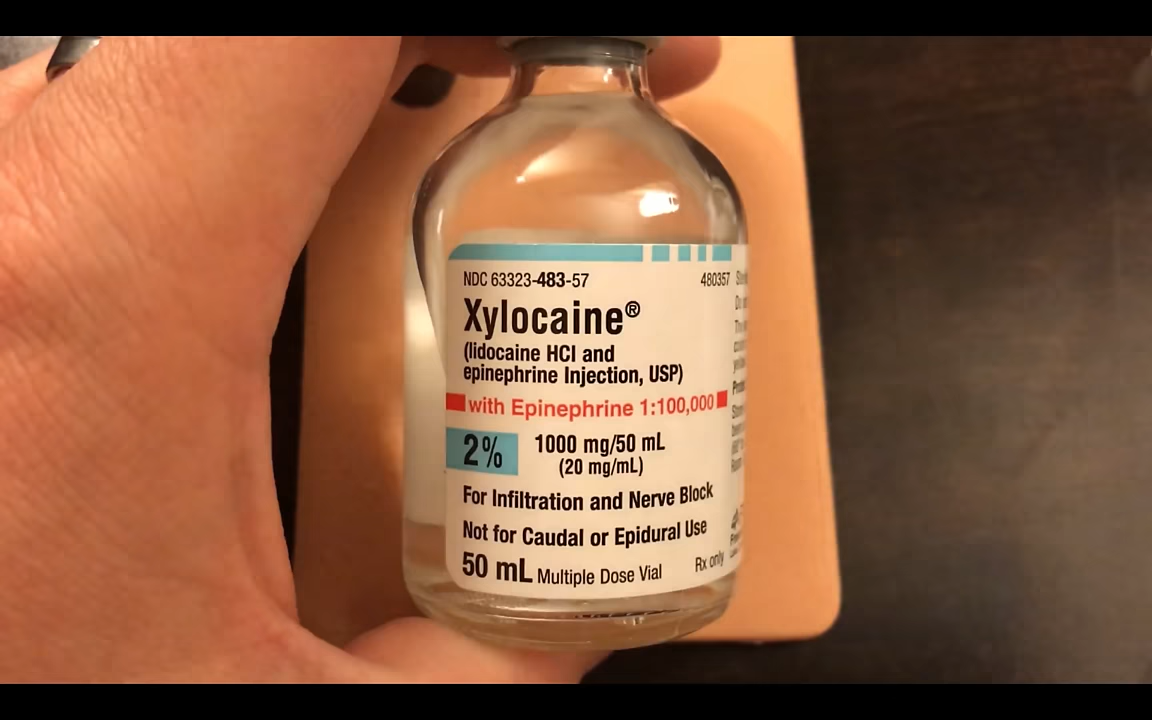 NDC 63323-483-57
480357
Xylocaine®
(lidocaine HCl and
epinephrine Injection, USP)
with Epinephrine 1:100,000
2%
1000 mg/50 mL
(20 mg/mL)
For Infiltration and Nerve Block
Not for Caudal or Epidural Use
50 mL Multiple Dose Vial
Rx only